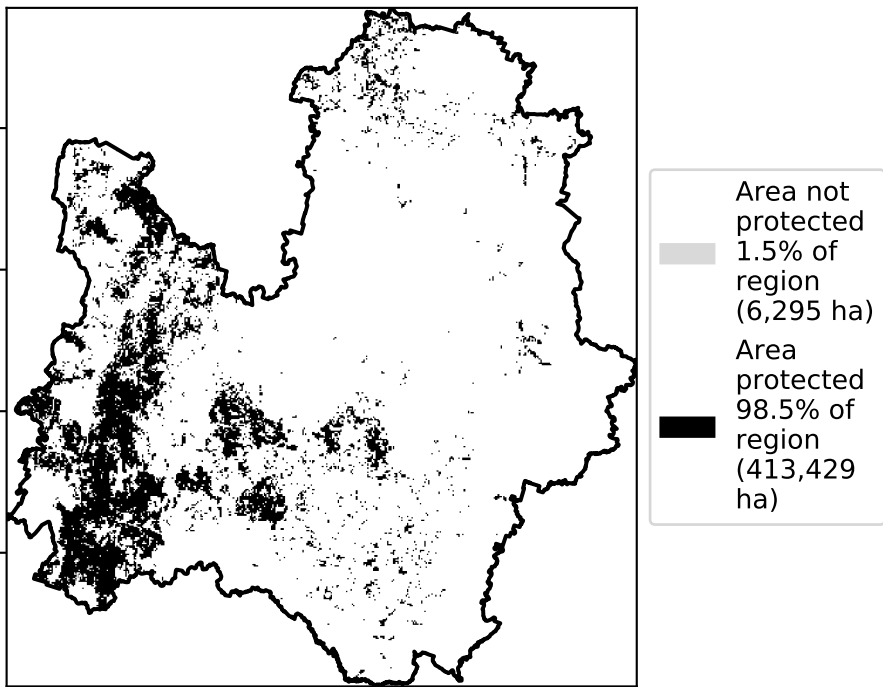 Area not
protected
1.5% of
region
(6,295 ha)
Area
protected
98.5% of
region
(413,429
ha)